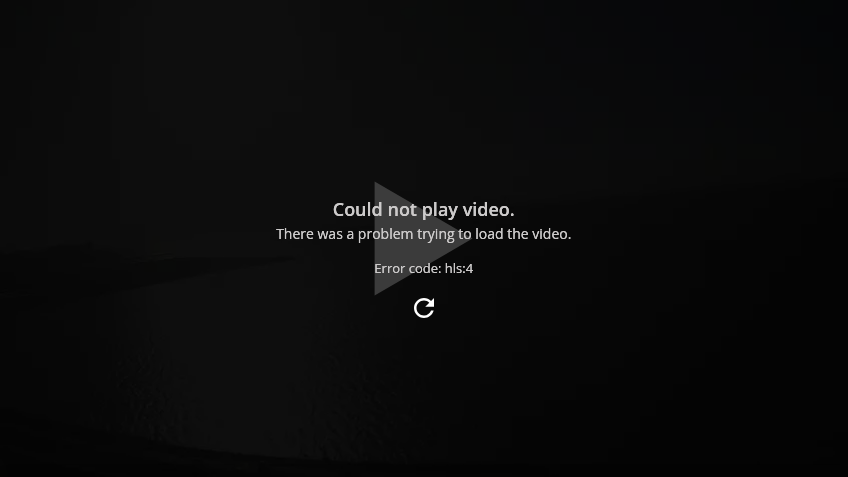 Could not play video.
There was a problem trying to load the video.
Error code: hls:4